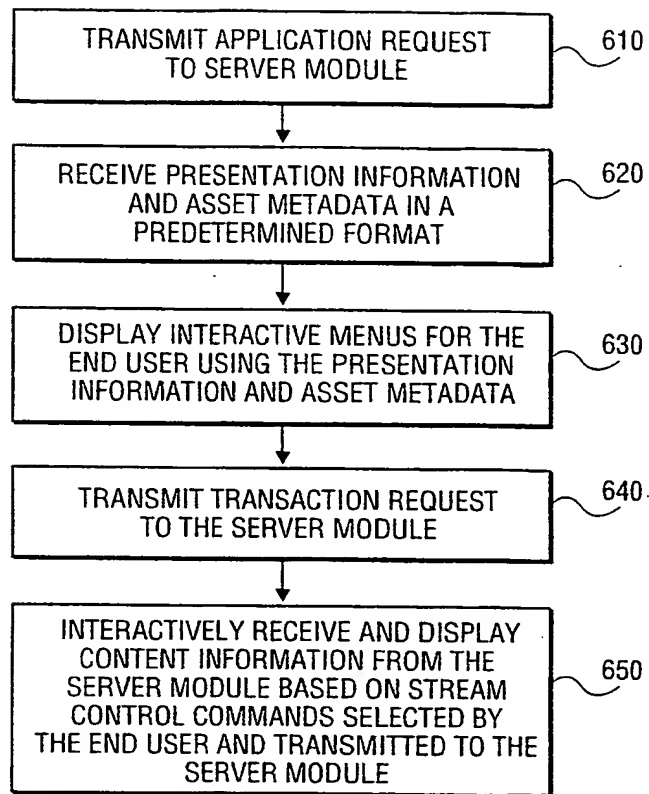 TRANSMIT APPLICATION REQUEST
TO SERVER MODULE
610
RECEIVE PRESENTATION INFORMATION
AND ASSET METADATA IN A
PREDETERMINED FORMAT
620
DISPLAY INTERACTIVE MENUS FOR THE
END USER USING THE PRESENTATION
INFORMATION AND ASSET METADATA
630
TRANSMIT TRANSACTION REQUEST
TO THE SERVER MODULE
640
INTERACTIVELY RECEIVE AND DISPLAY
CONTENT INFORMATION FROM THE
SERVER MODULE BASED ON STREAM
CONTROL COMMANDS SELECTED BY
THE END USER AND TRANSMITTED TO THE
SERVER MODULE
650